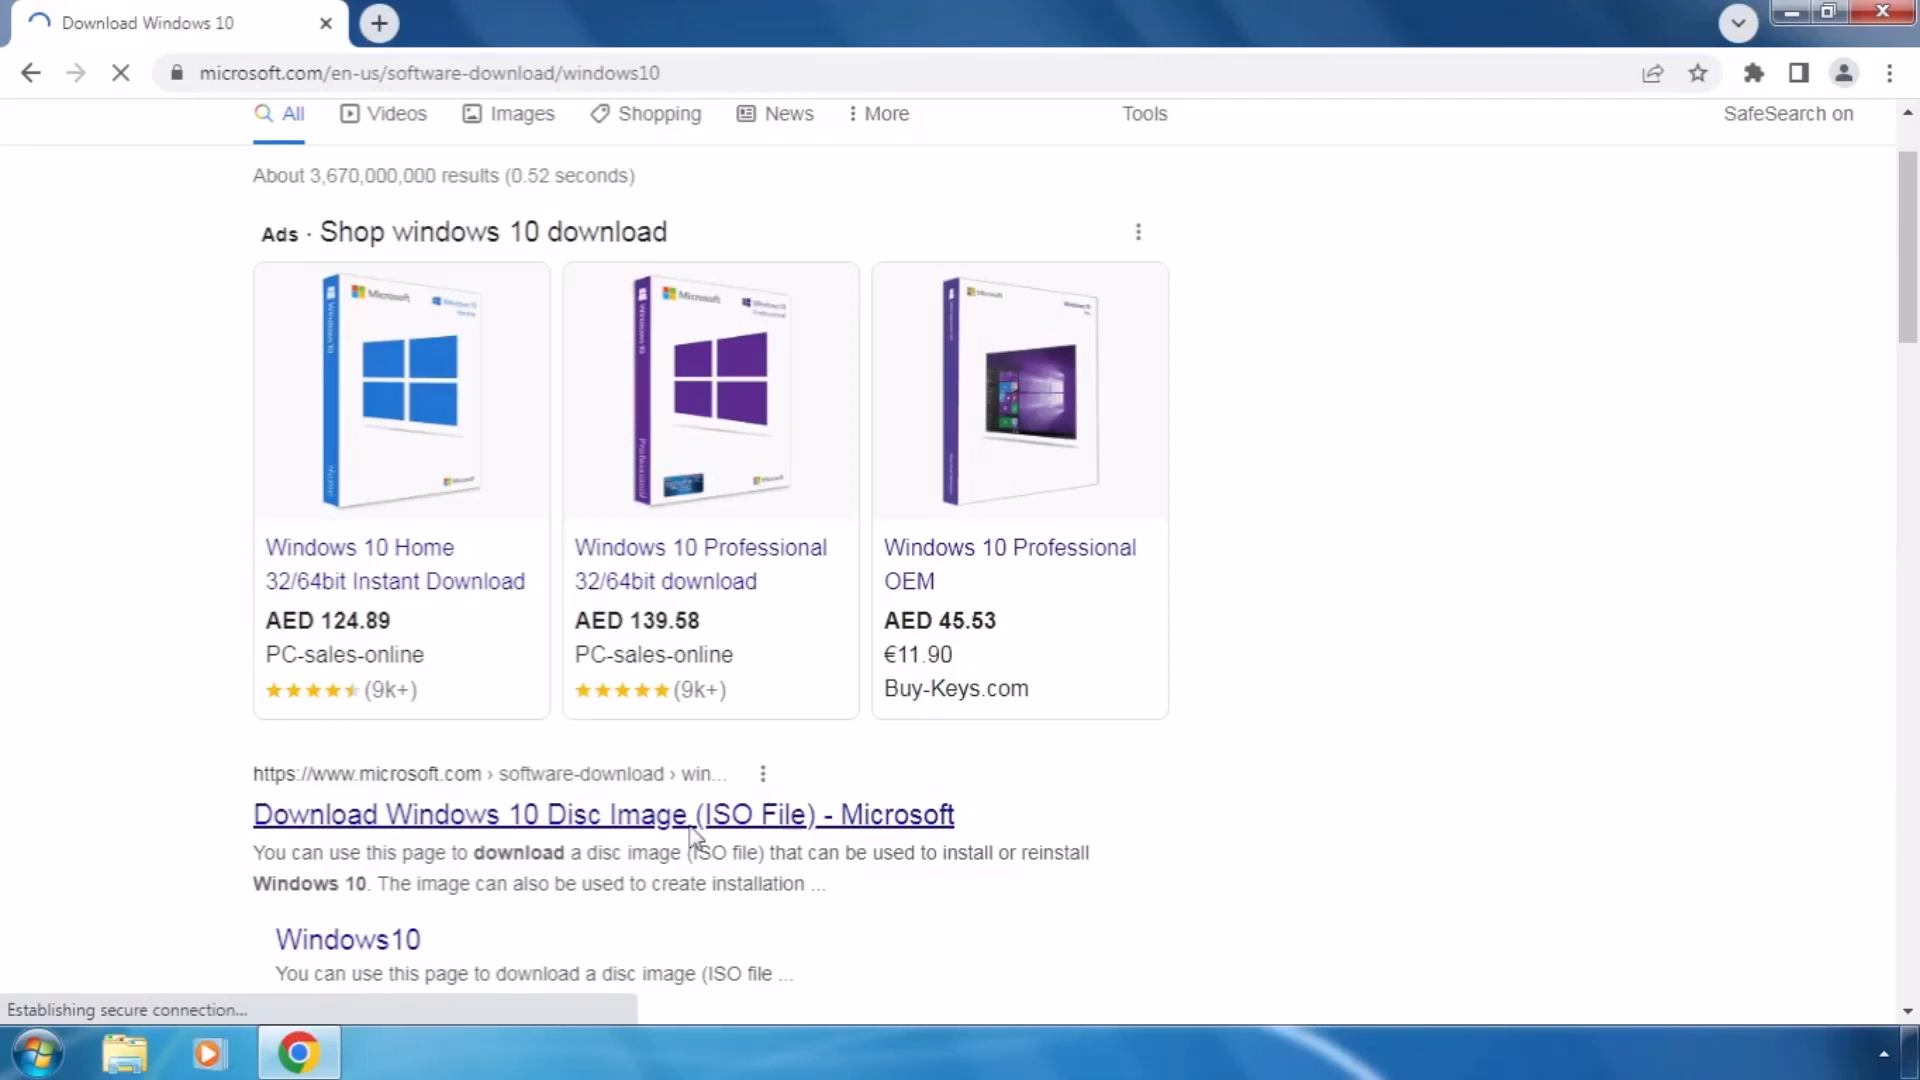 Download Windows 10
microsoft.com/en-us/software-download/windows10
All Videos Images Shopping News More Tools SafeSearch on
About 3,670,000,000 results (0.52 seconds)
Ads · Shop windows 10 download
Microsoft
Microsoft
Microsoft
Windows 10 Home
32/64bit Instant Download
AED 124.89
PC-sales-online
(9k+)
Windows 10 Professional
32/64bit download
AED 139.58
PC-sales-online
(9k+)
Windows 10 Professional
OEM
AED 45.53
€11.90
Buy-Keys.com
https://www.microsoft.com › software-download › win...
Download Windows 10 Disc Image (ISO File) - Microsoft
You can use this page to download a disc image (ISO file) that can be used to install or reinstall
Windows 10. The image can also be used to create installation ...
Windows10
You can use this page to download a disc image (ISO file ...
Establishing secure connection...